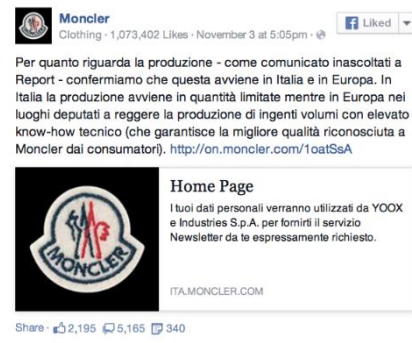 Moncler
Clothing · 1,073,402 Likes · November 3 at 5:05pm ·
Liked
Per quanto riguarda la produzione - come comunicato inascoltati a
Report - confermiamo che questa avviene in Italia e in Europa. In
Italia la produzione avviene in quantità limitate mentre in Europa nei
luoghi deputati a reggere la produzione di ingenti volumi con elevato
know-how tecnico (che garantisce la migliore qualità riconosciuta a
Moncler dai consumatori). http://on.moncler.com/1oatSsA
MONCLER
Home Page
I tuoi dati personali verranno utilizzati da YOOX
e Industries S.p.A. per fornirti il servizio
Newsletter da te espressamente richiesto.
ITA.MONCLER.COM
Share · 2,195 5,165 340